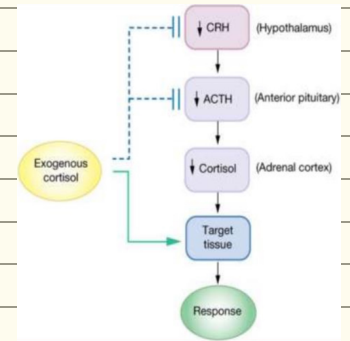 ↓ CRH (Hypothalamus)
↓ ACTH (Anterior pituitary)
Exogenous
cortisol
↓ Cortisol (Adrenal cortex)
Target
tissue
Response